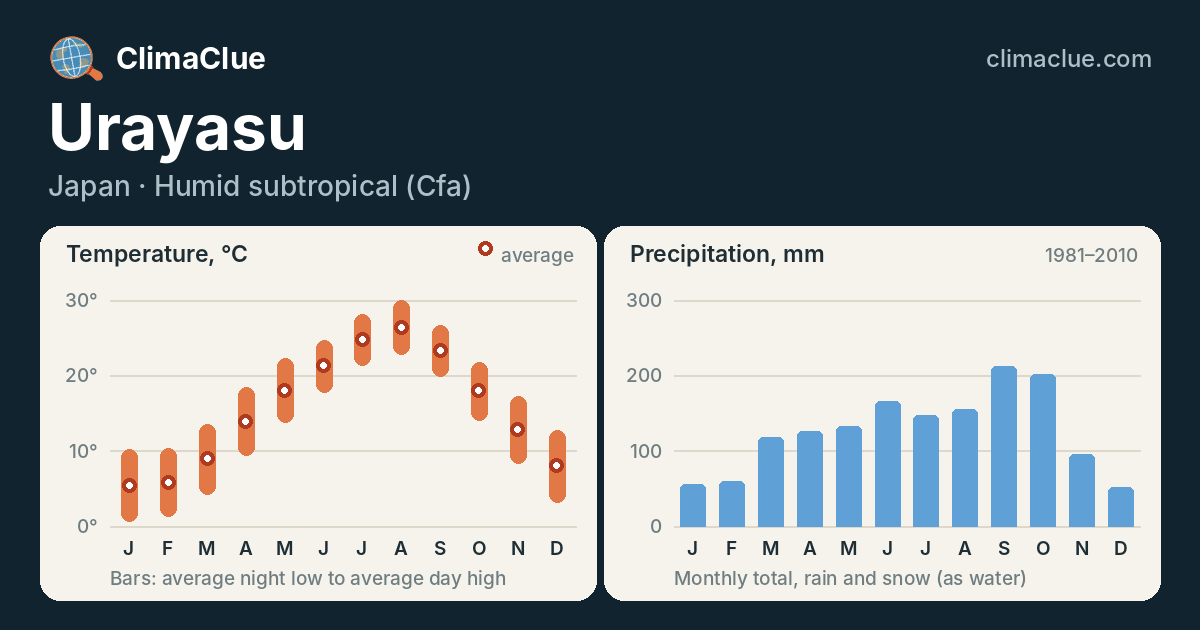 ClimaClue
climaclue.com
Urayasu
Japan · Humid subtropical (Cfa)
Temperature, °C
average
30°
20°
10°
0°
J F M A M J J A S O N D
Bars: average night low to average day high
Precipitation, mm
1981–2010
300
200
100
0
J F M A M J J A S O N D
Monthly total, rain and snow (as water)